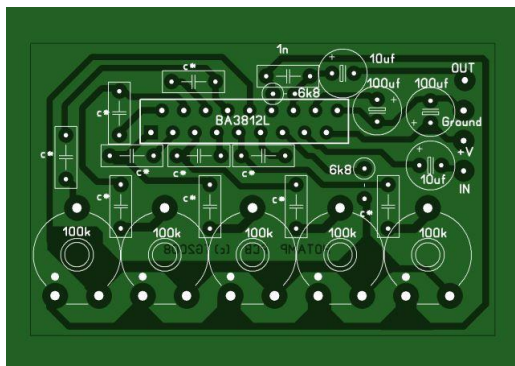 1n
10uf
OUT
c*
100uf
100uf
c*
6k8
Ground
BA3812L
c*
+V
c*
c*
c*
6k8
10uf
IN
c*
c*
c*
c*
100k
100k
100k
100k
100k